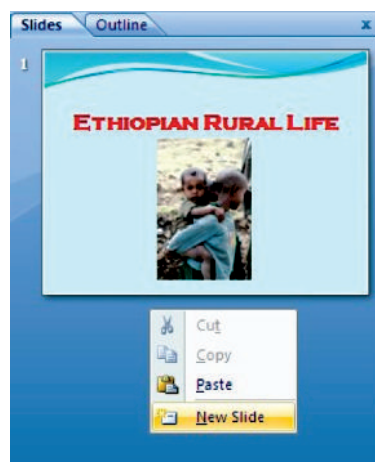 Slides Outline x
1
ETHIOPIAN RURAL LIFE
Cut
Copy
Paste
New Slide